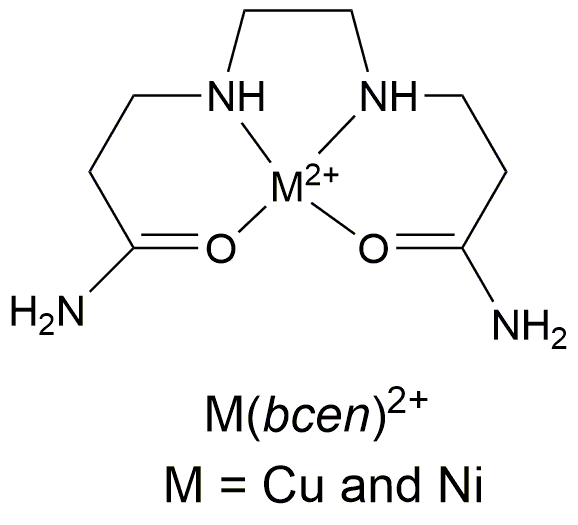 NH NH
M2+
O O
H2N
NH2
M(bcen)2+
M = Cu and Ni